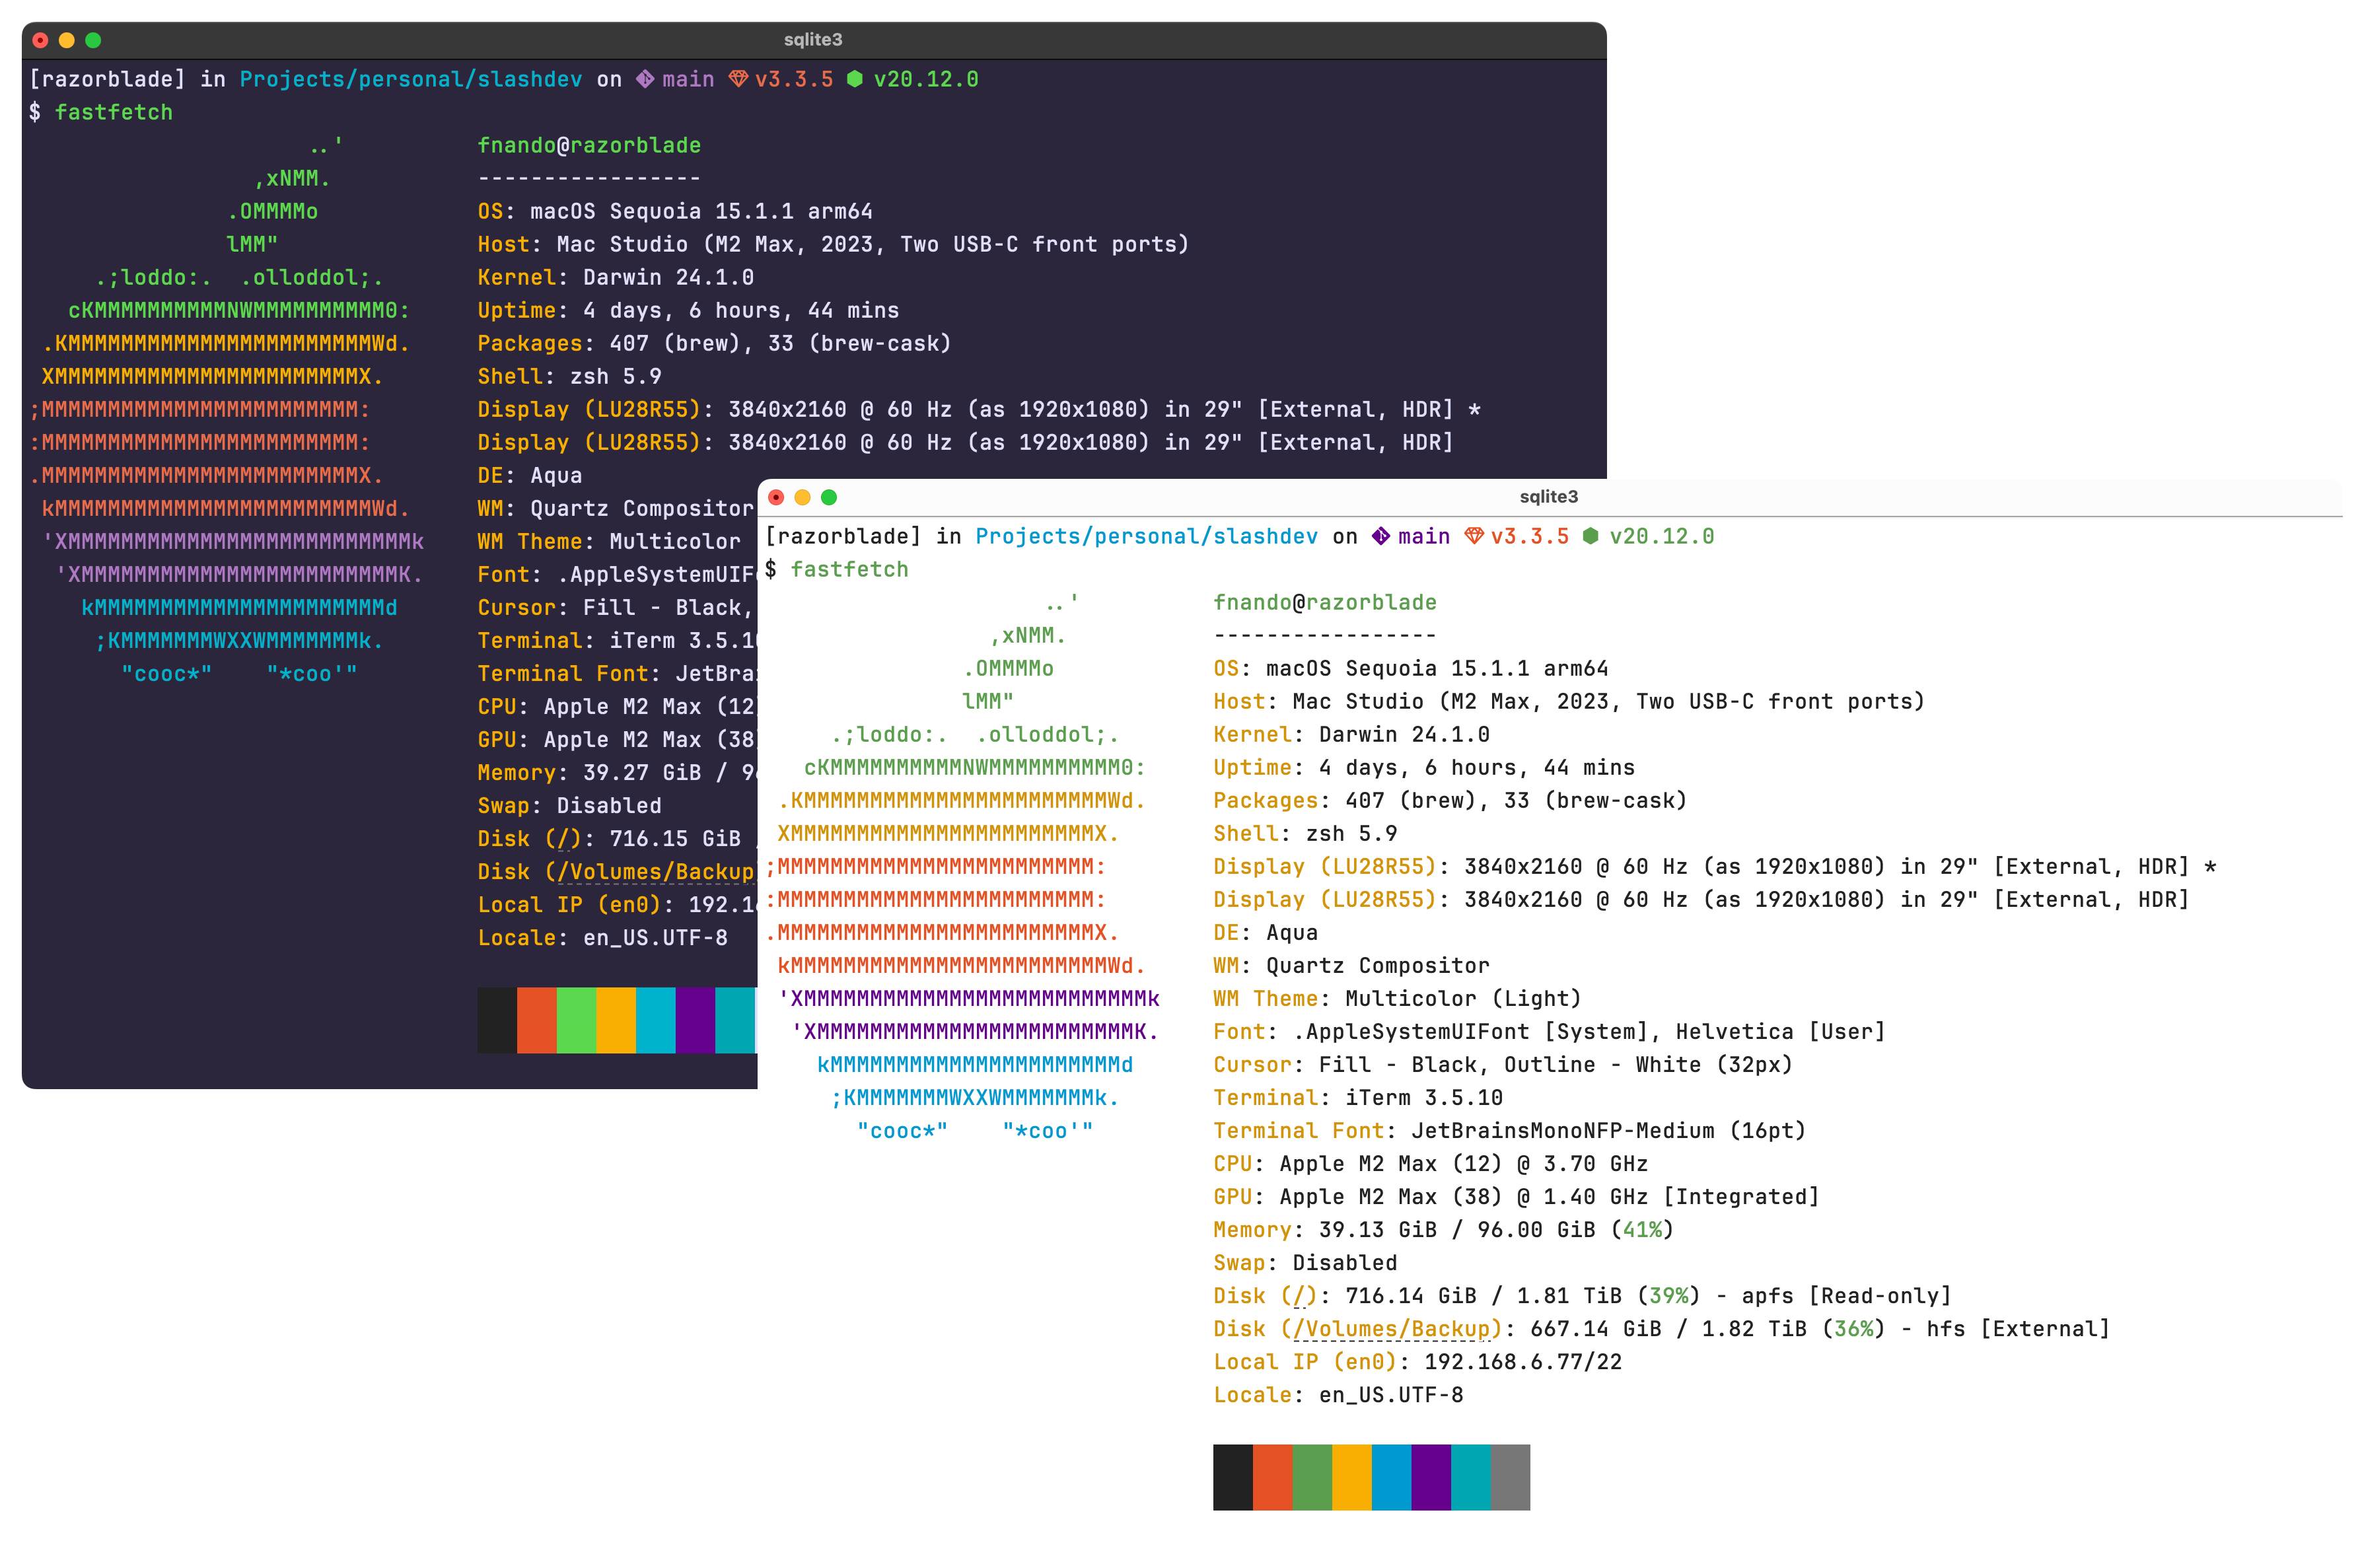 sqlite3
[razorblade] in Projects/personal/slashdev on main v3.3.5 v20.12.0
$ fastfetch
..' fnando@razorblade
,xNMM. -----------------
.OMMMMo OS: macOS Sequoia 15.1.1 arm64
lMM" Host: Mac Studio (M2 Max, 2023, Two USB-C front ports)
.;loddo:. .olloddol;. Kernel: Darwin 24.1.0
cKMMMMMMMMMMNWMMMMMMMMMM0: Uptime: 4 days, 6 hours, 44 mins
.KMMMMMMMMMMMMMMMMMMMMMMMWd. Packages: 407 (brew), 33 (brew-cask)
XMMMMMMMMMMMMMMMMMMMMMMMX. Shell: zsh 5.9
;MMMMMMMMMMMMMMMMMMMMMMMM: Display (LU28R55): 3840x2160 @ 60 Hz (as 1920x1080) in 29" [External, HDR] *
:MMMMMMMMMMMMMMMMMMMMMMMM: Display (LU28R55): 3840x2160 @ 60 Hz (as 1920x1080) in 29" [External, HDR]
.MMMMMMMMMMMMMMMMMMMMMMMMX. DE: Aqua
kMMMMMMMMMMMMMMMMMMMMMMMMWd. WM: Quartz Compositor
'XMMMMMMMMMMMMMMMMMMMMMMMMMMk WM Theme: Multicolor
'XMMMMMMMMMMMMMMMMMMMMMMMMK. Font: .AppleSystemUIF
kMMMMMMMMMMMMMMMMMMMMMMd Cursor: Fill - Black,
;KMMMMMMMWXXWMMMMMMMk. Terminal: iTerm 3.5.1
"cooc*" "*coo'" Terminal Font: JetBra
CPU: Apple M2 Max (12)
GPU: Apple M2 Max (38)
Memory: 39.27 GiB / 9
Swap: Disabled
Disk (/): 716.15 GiB
Disk (/Volumes/Backup
Local IP (en0): 192.1
Locale: en_US.UTF-8
sqlite3
[razorblade] in Projects/personal/slashdev on main v3.3.5 v20.12.0
$ fastfetch
..' fnando@razorblade
,xNMM. -----------------
.OMMMMo OS: macOS Sequoia 15.1.1 arm64
lMM" Host: Mac Studio (M2 Max, 2023, Two USB-C front ports)
.;loddo:. .olloddol;. Kernel: Darwin 24.1.0
cKMMMMMMMMMMNWMMMMMMMMMM0: Uptime: 4 days, 6 hours, 44 mins
.KMMMMMMMMMMMMMMMMMMMMMMMWd. Packages: 407 (brew), 33 (brew-cask)
XMMMMMMMMMMMMMMMMMMMMMMMX. Shell: zsh 5.9
;MMMMMMMMMMMMMMMMMMMMMMMM: Display (LU28R55): 3840x2160 @ 60 Hz (as 1920x1080) in 29" [External, HDR] *
:MMMMMMMMMMMMMMMMMMMMMMMM: Display (LU28R55): 3840x2160 @ 60 Hz (as 1920x1080) in 29" [External, HDR]
.MMMMMMMMMMMMMMMMMMMMMMMMX. DE: Aqua
kMMMMMMMMMMMMMMMMMMMMMMMMWd. WM: Quartz Compositor
'XMMMMMMMMMMMMMMMMMMMMMMMMMMk WM Theme: Multicolor (Light)
'XMMMMMMMMMMMMMMMMMMMMMMMMK. Font: .AppleSystemUIFont [System], Helvetica [User]
kMMMMMMMMMMMMMMMMMMMMMMd Cursor: Fill - Black, Outline - White (32px)
;KMMMMMMMWXXWMMMMMMMk. Terminal: iTerm 3.5.10
"cooc*" "*coo'" Terminal Font: JetBrainsMonoNFP-Medium (16pt)
CPU: Apple M2 Max (12) @ 3.70 GHz
GPU: Apple M2 Max (38) @ 1.40 GHz [Integrated]
Memory: 39.13 GiB / 96.00 GiB (41%)
Swap: Disabled
Disk (/): 716.14 GiB / 1.81 TiB (39%) - apfs [Read-only]
Disk (/Volumes/Backup): 667.14 GiB / 1.82 TiB (36%) - hfs [External]
Local IP (en0): 192.168.6.77/22
Locale: en_US.UTF-8